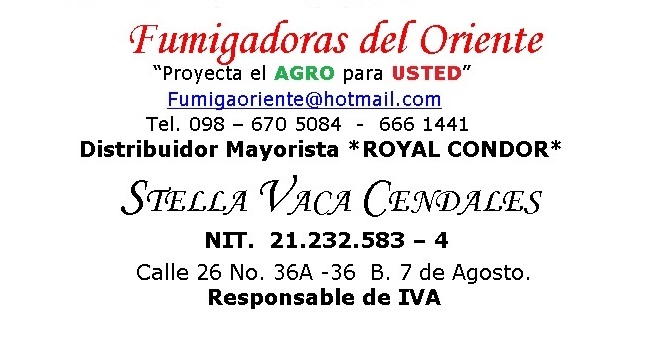 Fumigadoras del Oriente
“Proyecta el AGRO para USTED”
Fumigaoriente@hotmail.com
Tel. 098 – 670 5084 - 666 1441
Distribuidor Mayorista *ROYAL CONDOR*
STELLA VACA CENDALES
NIT. 21.232.583 – 4
Calle 26 No. 36A -36 B. 7 de Agosto.
Responsable de IVA